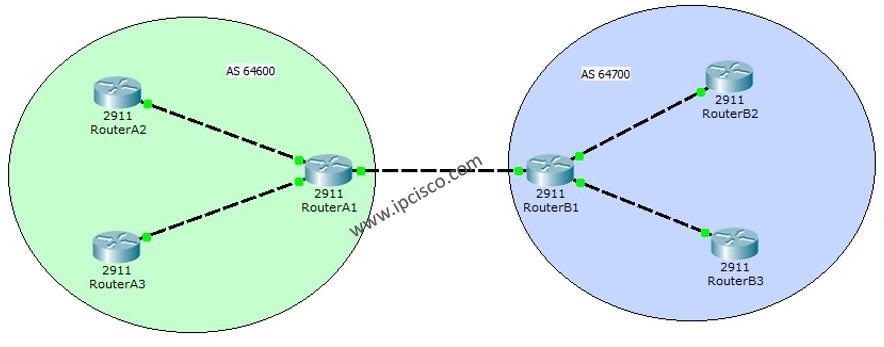 AS 64600
2911
RouterA2
2911
RouterA1
2911
RouterA3
www.ipcisco.com
AS 64700
2911
RouterB2
2911
RouterB1
2911
RouterB3